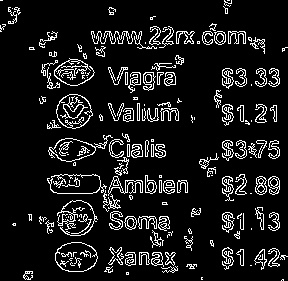 www.22rx.com
Viagra $3.33
Valium $1.21
Cialis $3.75
Ambien $2.89
Soma $1.13
Xanax $1.42